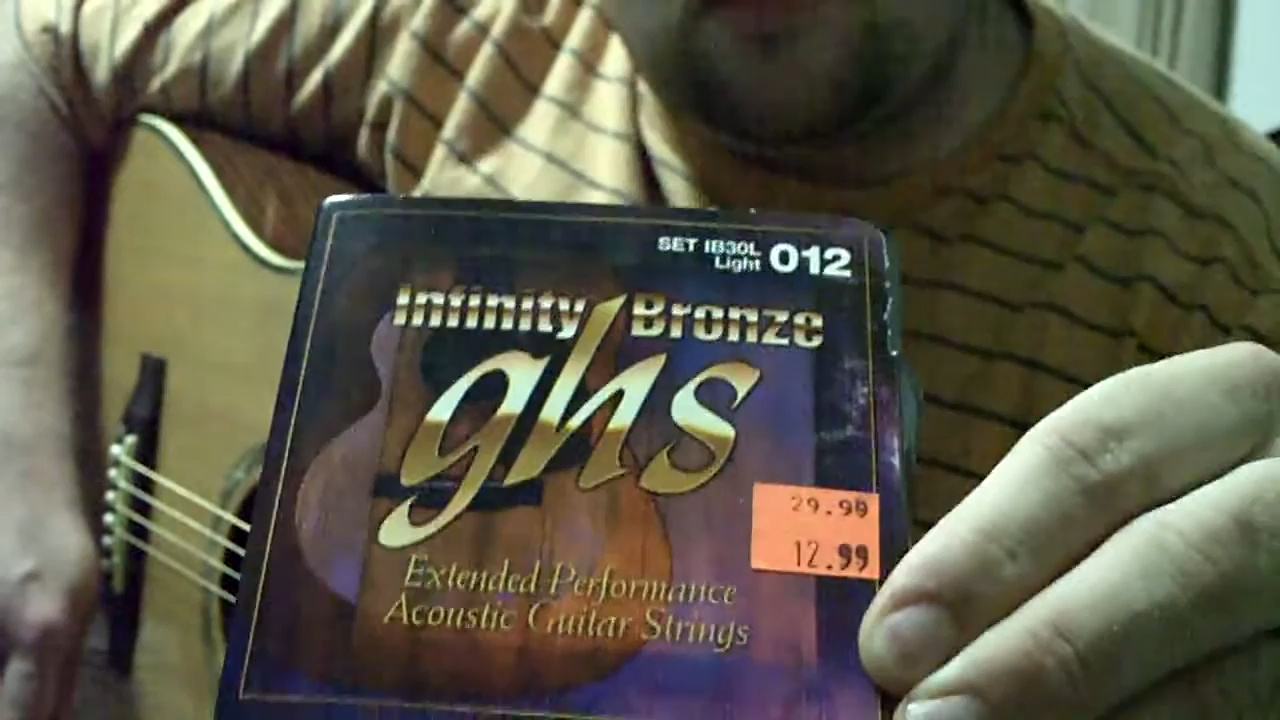 SET IB30L
Light 012
Infinity Bronze
ghs
29.99
12.99
Extended Performance
Acoustic Guitar Strings